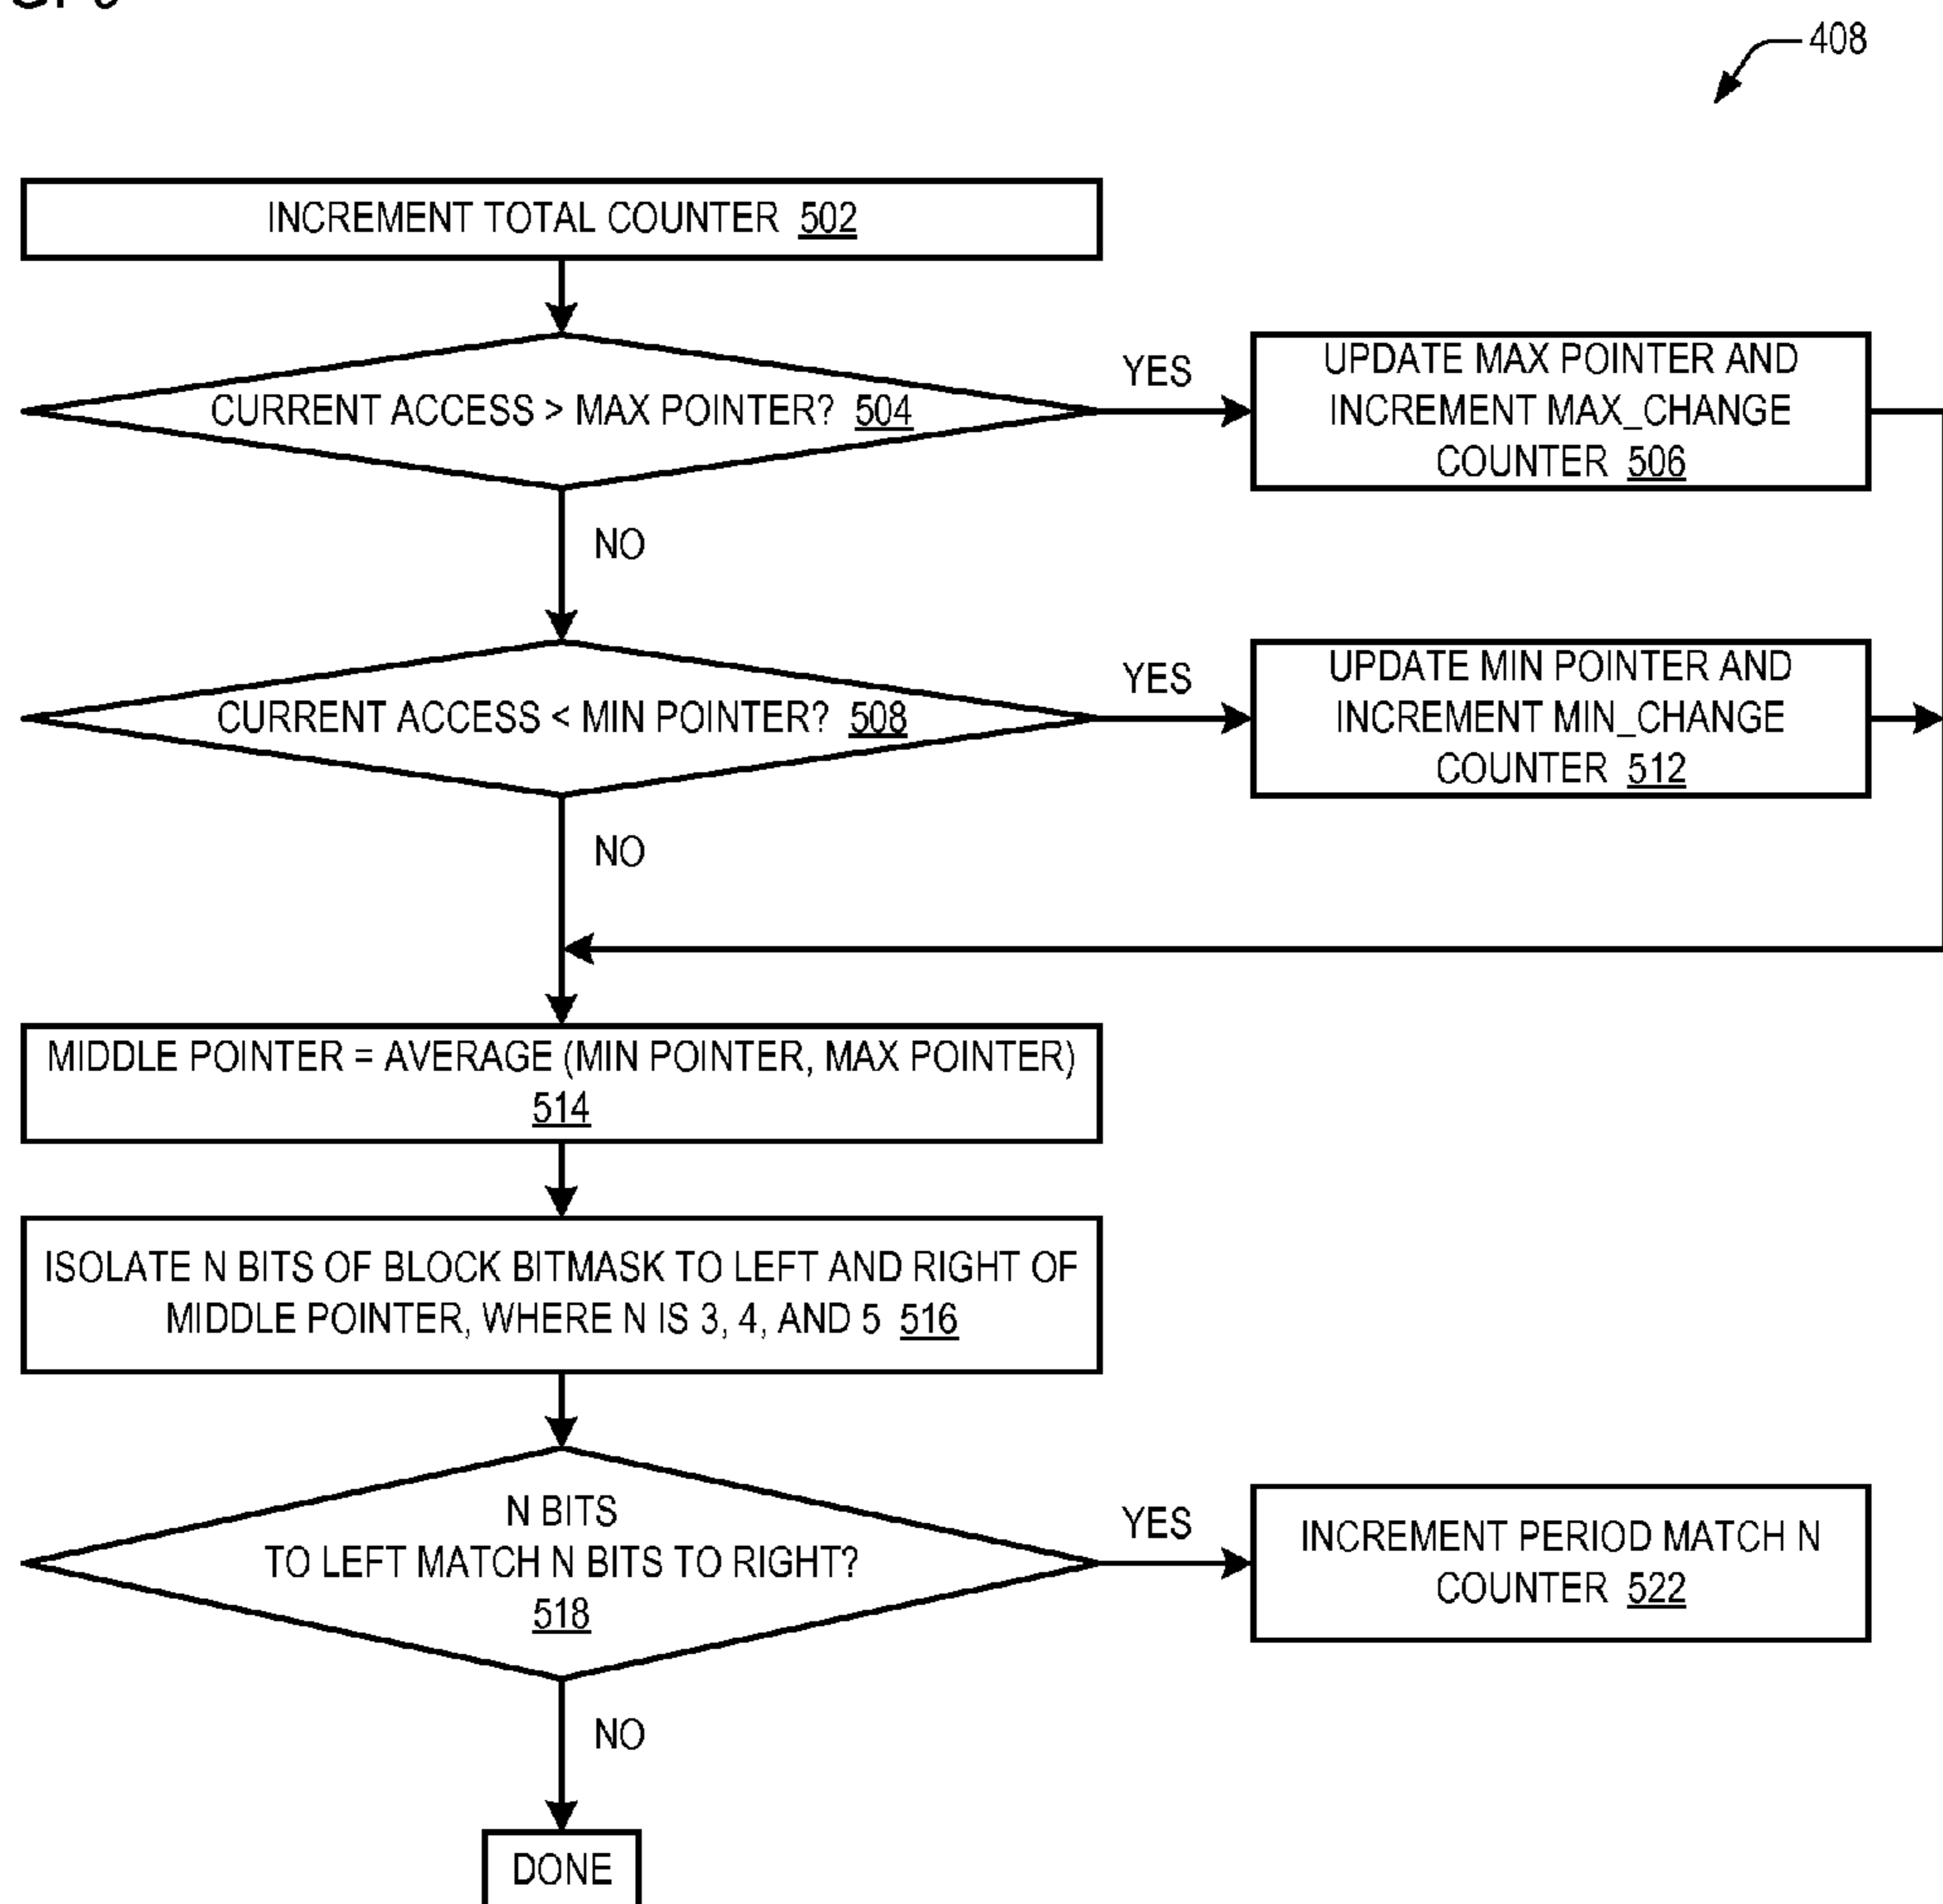 408
INCREMENT TOTAL COUNTER 502
CURRENT ACCESS > MAX POINTER? 504
YES
UPDATE MAX POINTER AND
INCREMENT MAX_CHANGE
COUNTER 506
NO
CURRENT ACCESS < MIN POINTER? 508
YES
UPDATE MIN POINTER AND
INCREMENT MIN_CHANGE
COUNTER 512
NO
MIDDLE POINTER = AVERAGE (MIN POINTER, MAX POINTER)
514
ISOLATE N BITS OF BLOCK BITMASK TO LEFT AND RIGHT OF
MIDDLE POINTER, WHERE N IS 3, 4, AND 5 516
N BITS
TO LEFT MATCH N BITS TO RIGHT?
518
YES
INCREMENT PERIOD MATCH N
COUNTER 522
NO
DONE